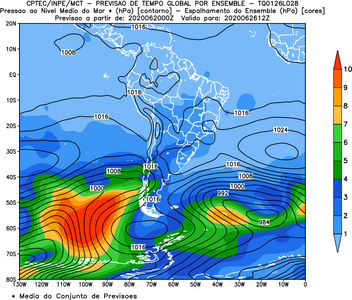 CPTEC/INPE/MCT - PREVISAO DE TEMPO GLOBAL POR ENSEMBLE - TQ0126L028
Pressao ao Nivel Medio do Mar * (hPa) [contorno] - Espalhamento do Ensemble (hPa) [cores]
Previsao a partir de: 2020062000Z Valido para: 2020062612Z
20N
10N
EQ
10S
20S
30S
40S
50S
60S
70S
80S
130W 120W 110W 100W 90W 80W 70W 60W 50W 40W 30W 20W 10W 0
1016
1008
1016
1016
1016
1024
1016
1016
1008
1008
1000
1000
992
1016
984
1016
10
9
8
7
6
5
4
3
2
1
* Medio do Conjunto de Previsoes